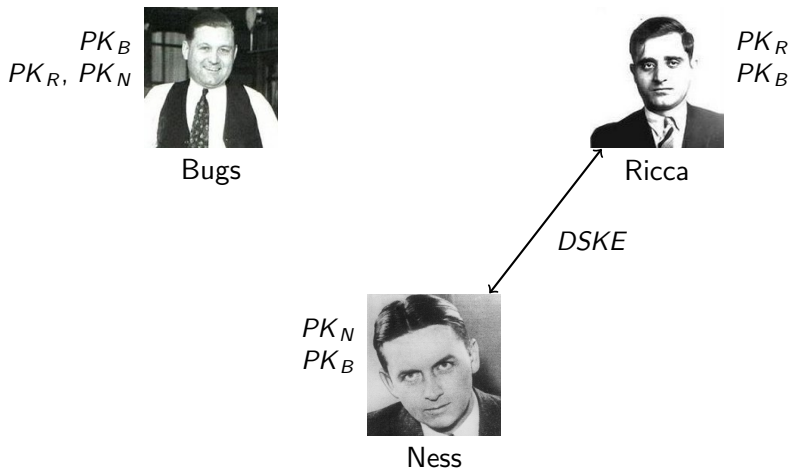 PK_B
PK_R, PK_N
Bugs
PK_R
PK_B
Ricca
DSKE
PK_N
PK_B
Ness